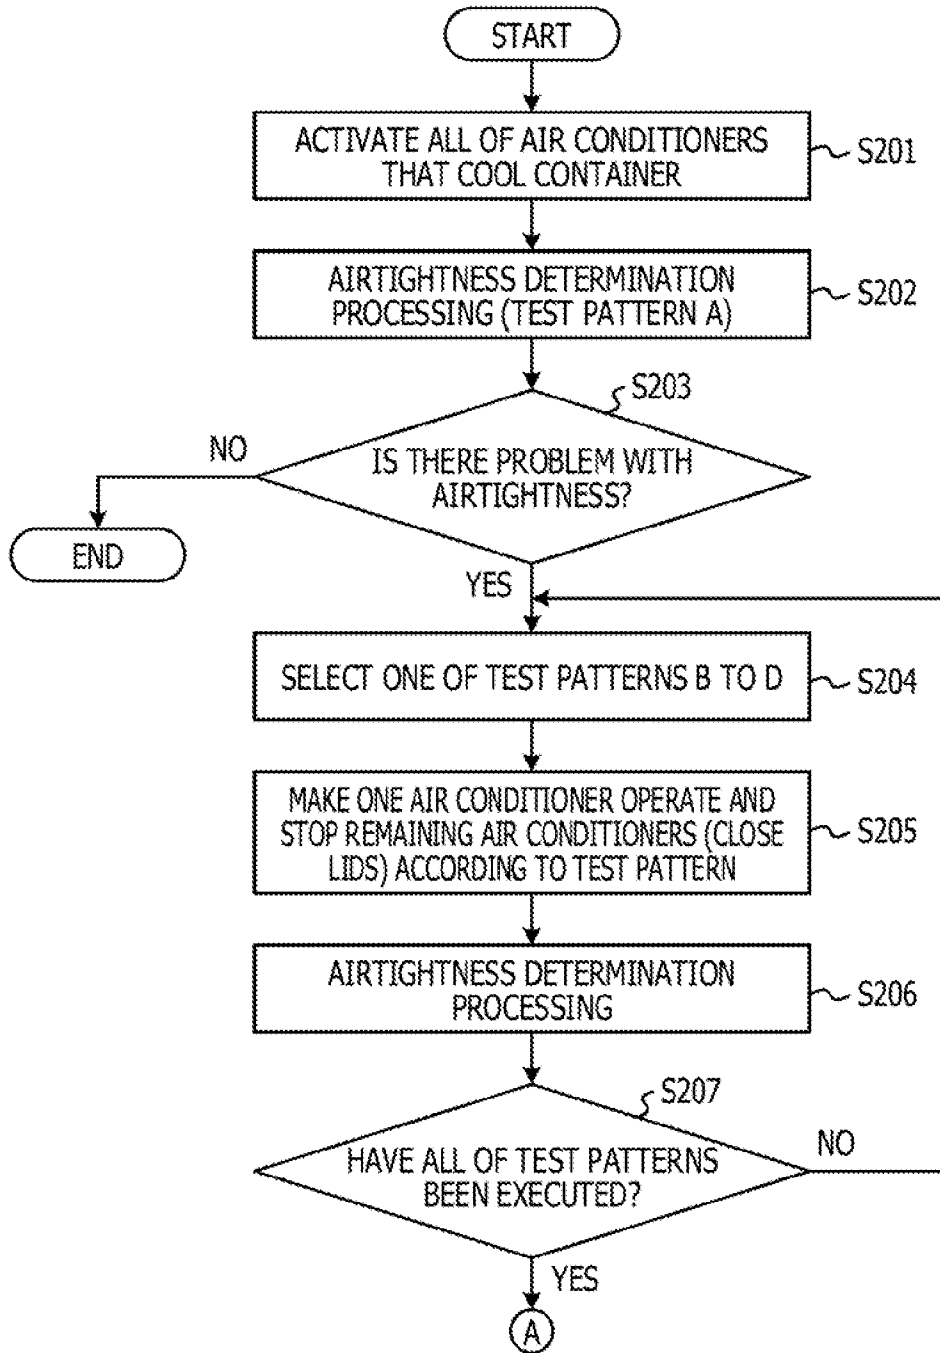 START
ACTIVATE ALL OF AIR CONDITIONERS
THAT COOL CONTAINER
S201
AIRTIGHTNESS DETERMINATION
PROCESSING (TEST PATTERN A)
S202
S203
IS THERE PROBLEM WITH
AIRTIGHTNESS?
NO
END
YES
SELECT ONE OF TEST PATTERNS B TO D
S204
MAKE ONE AIR CONDITIONER OPERATE AND
STOP REMAINING AIR CONDITIONERS (CLOSE
LIDS) ACCORDING TO TEST PATTERN
S205
AIRTIGHTNESS DETERMINATION
PROCESSING
S206
S207
HAVE ALL OF TEST PATTERNS
BEEN EXECUTED?
NO
YES
A